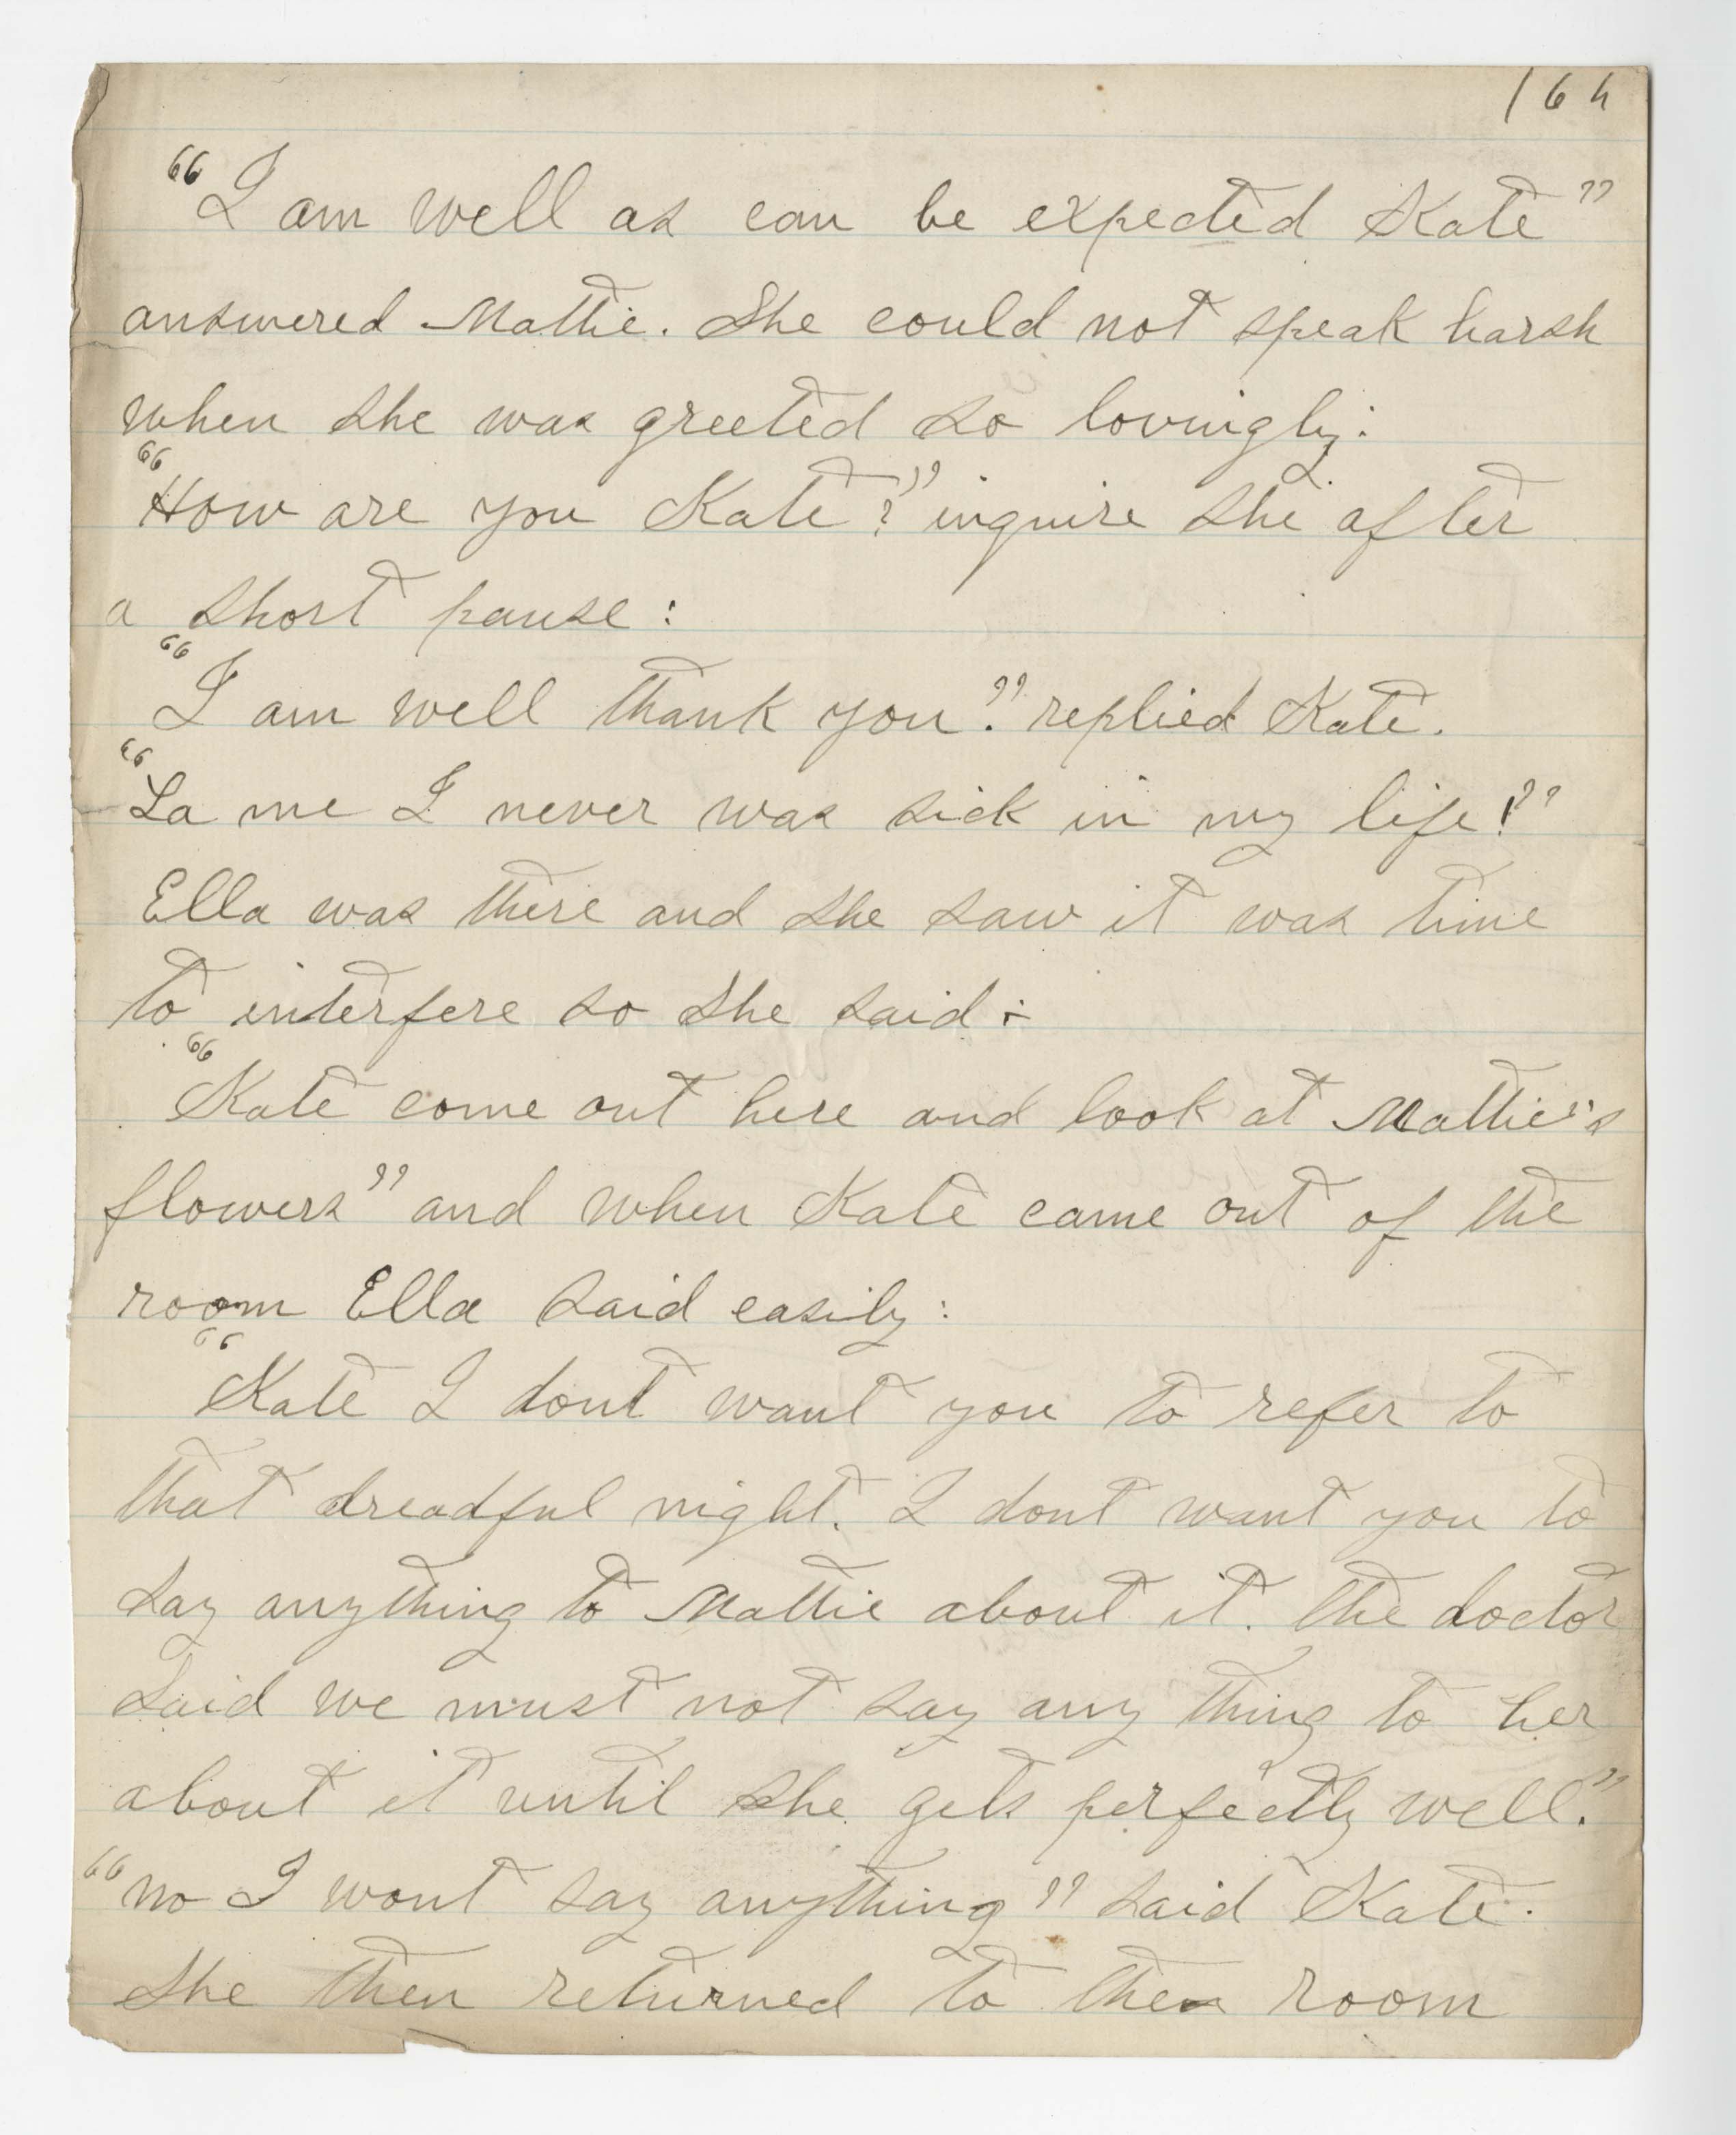 164
"I am well as can be expected Kate"
answered Mattie. She could not speak harsh
when she was greeted so lovingly:
"How are you Kate?" inquire she after
a short pause:
"I am well thank you." replied Kate.
"La me I never was sick in my life!"
Ella was there and she saw it was time
to interfere so she said:
"Kate come out here and look at Mattie's
flowers" and when Kate came out of the
room Ella said easily:
"Kate I dont want you to refer to
that dreadful night. I dont want you to
say anything to Mattie about it. the doctor
said we must not say any thing to her
about it until she gets perfectly well."
"no I wont say anything" said Kate.
She then returned to the room